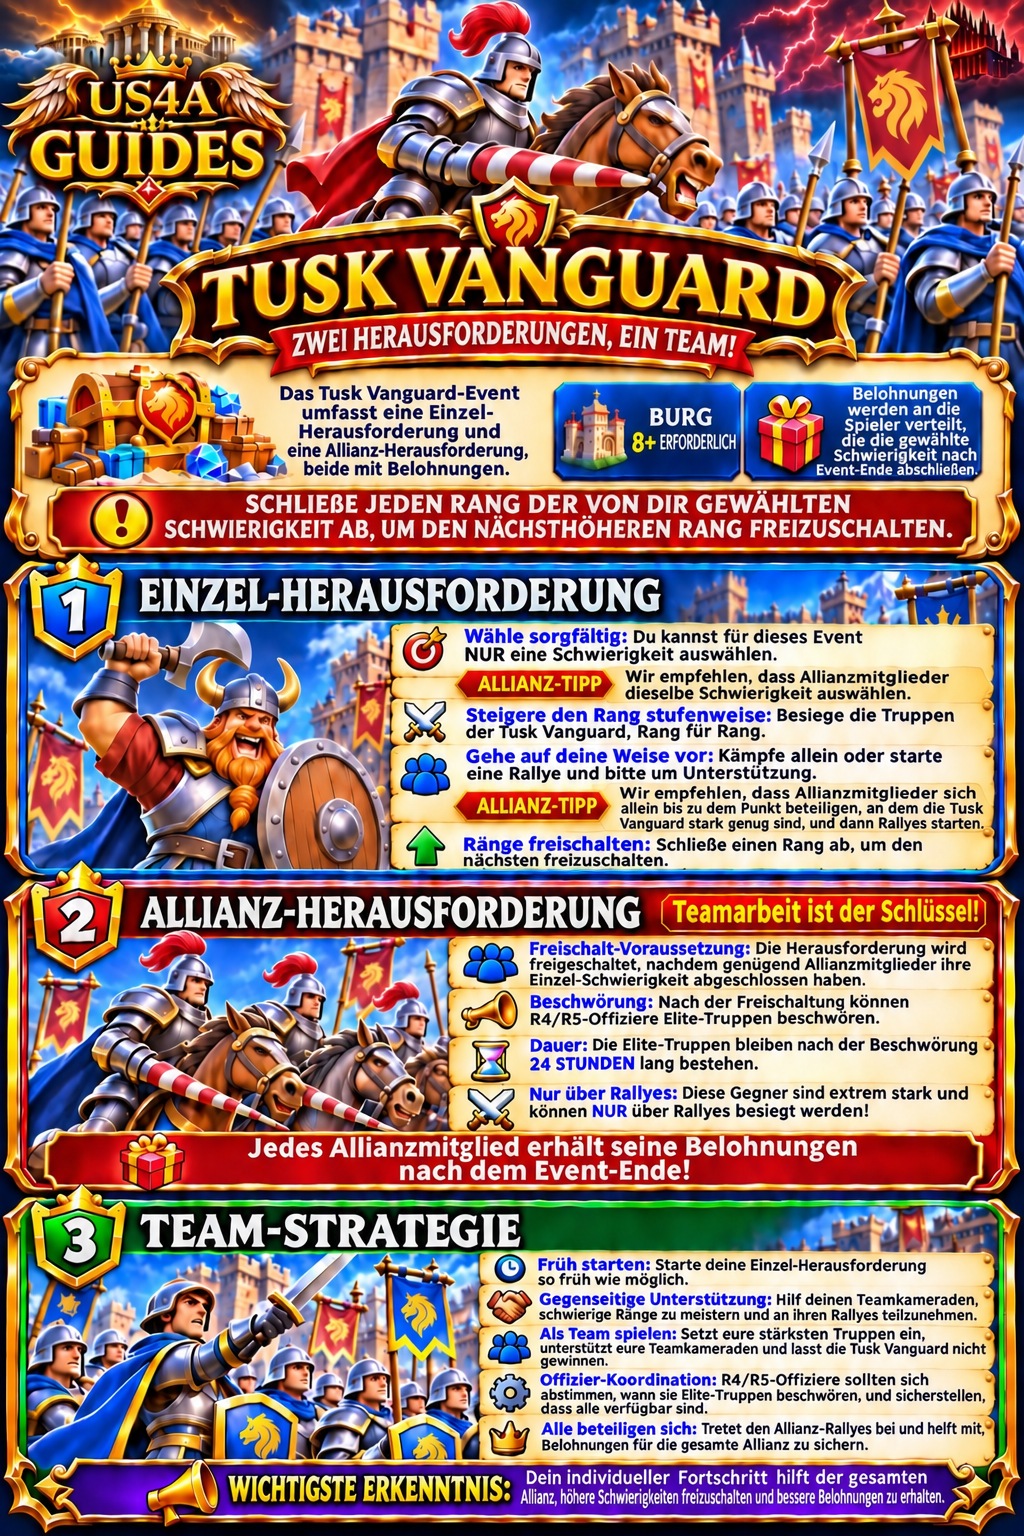 US4A
GUIDES
TUSK VANGUARD
ZWEI HERAUSFORDERUNGEN, EIN TEAM!
Das Tusk Vanguard-Event
umfasst eine Einzel-
Herausforderung und
eine Allianz-Herausforderung,
beide mit Belohnungen.
BURG
8+ ERFORDERLICH
Belohnungen
werden an die
Spieler verteilt,
die die gewählte
Schwierigkeit nach
Event-Ende abschließen.
!
SCHLIEßE JEDEN RANG DER VON DIR GEWÄHLTEN
SCHWIERIGKEIT AB, UM DEN NÄCHSTHÖHEREN RANG FREIZUSCHALTEN.
1
EINZEL-HERAUSFORDERUNG
Wähle sorgfältig: Du kannst für dieses Event
NUR eine Schwierigkeit auswählen.
ALLIANZ-TIPP
Wir empfehlen, dass Allianzmitglieder
dieselbe Schwierigkeit auswählen.
Steigere den Rang stufenweise: Besiege die Truppen
der Tusk Vanguard, Rang für Rang.
Gehe auf deine Weise vor: Kämpfe allein oder starte
eine Rallye und bitte um Unterstützung.
ALLIANZ-TIPP
Wir empfehlen, dass Allianzmitglieder sich
allein bis zu dem Punkt beteiligen, an dem die Tusk
Vanguard stark genug sind, und dann Rallyes starten.
Ränge freischalten: Schließe einen Rang ab, um den
nächsten freizuschalten.
2
ALLIANZ-HERAUSFORDERUNG
Teamarbeit ist der Schlüssel!
Freischalt-Voraussetzung: Die Herausforderung wird
freigeschaltet, nachdem genügend Allianzmitglieder ihre
Einzel-Schwierigkeit abgeschlossen haben.
Beschwörung: Nach der Freischaltung können
R4/R5-Offiziere Elite-Truppen beschwören.
Dauer: Die Elite-Truppen bleiben nach der Beschwörung
24 STUNDEN lang bestehen.
Nur über Rallyes: Diese Gegner sind extrem stark und
können NUR über Rallyes besiegt werden!
Jedes Allianzmitglied erhält seine Belohnungen
nach dem Event-Ende!
3
TEAM-STRATEGIE
Früh starten: Starte deine Einzel-Herausforderung
so früh wie möglich.
Gegenseitige Unterstützung: Hilf deinen Teamkameraden,
schwierige Ränge zu meistern und an ihren Rallyes teilzunehmen.
Als Team spielen: Setzt eure stärksten Truppen ein,
unterstützt eure Teamkameraden und lasst die Tusk Vanguard nicht
gewinnen.
Offizier-Koordination: R4/R5-Offiziere sollten sich
abstimmen, wann sie Elite-Truppen beschwören, und sicherstellen,
dass alle verfügbar sind.
Alle beteiligen sich: Tretet den Allianz-Rallyes bei und helft mit,
Belohnungen für die gesamte Allianz zu sichern.
WICHTIGSTE ERKENNTNIS:
Dein individueller Fortschritt hilft der gesamten
Allianz, höhere Schwierigkeiten freizuschalten und bessere Belohnungen zu erhalten.